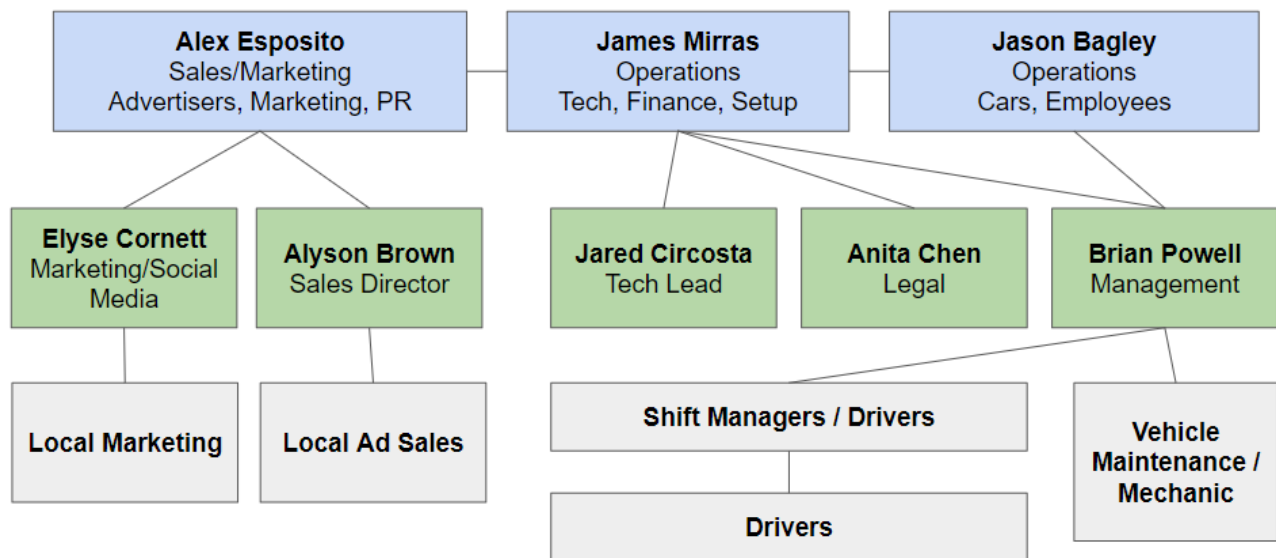 Alex Esposito
Sales/Marketing
Advertisers, Marketing, PR
James Mirras
Operations
Tech, Finance, Setup
Jason Bagley
Operations
Cars, Employees
Elyse Cornett
Marketing/Social
Media
Alyson Brown
Sales Director
Jared Circosta
Tech Lead
Anita Chen
Legal
Brian Powell
Management
Local Marketing
Local Ad Sales
Shift Managers / Drivers
Vehicle
Maintenance /
Mechanic
Drivers